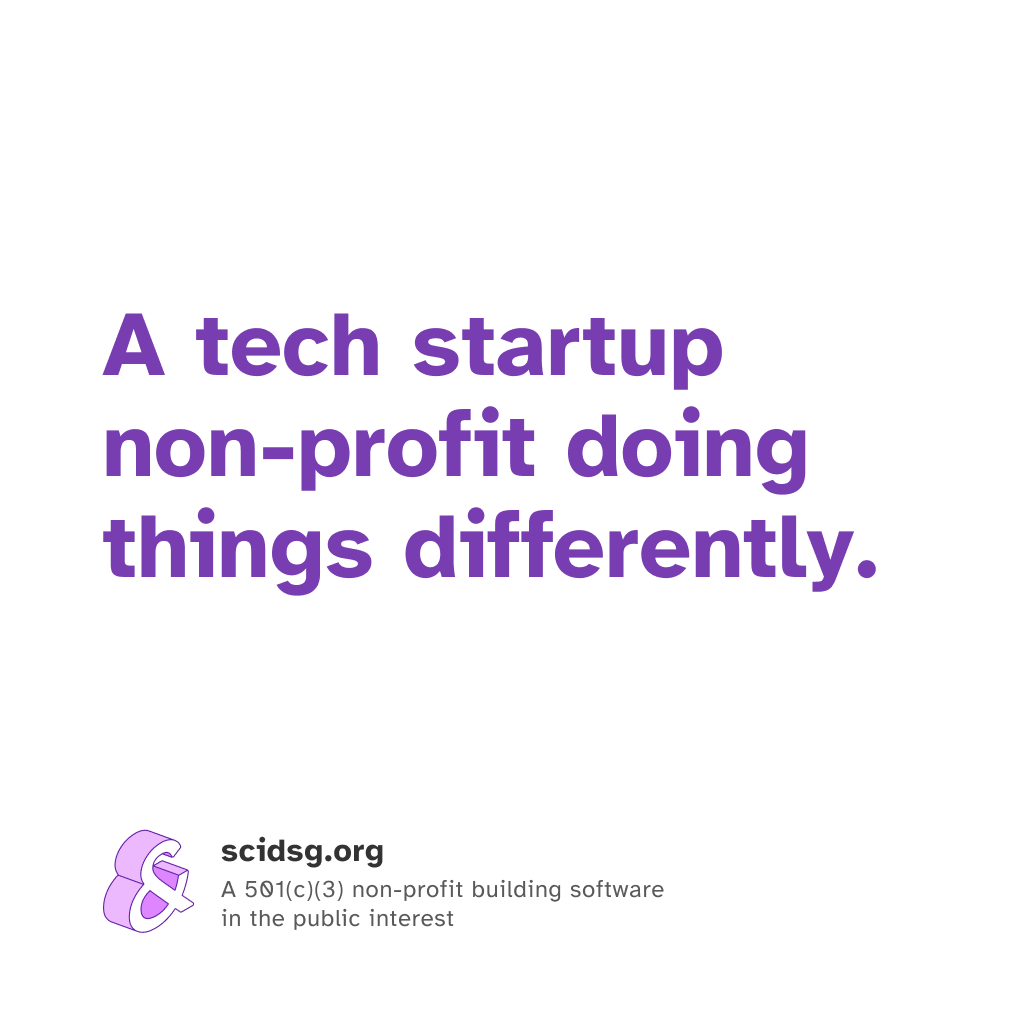 A tech startup
non-profit doing
things differently.
&
scidsg.org
A 501(c)(3) non-profit building software
in the public interest